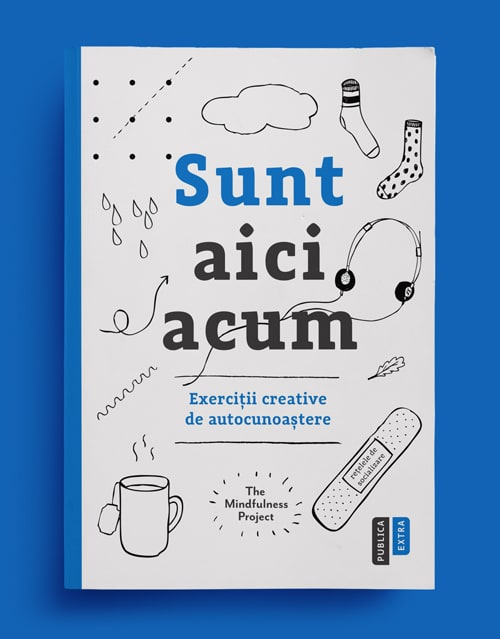 Sunt
aici
acum
Exerciții creative
de autocunoaștere
The
Mindfulness
Project
rețelele de
socializare
PUBLICA
EXTRA